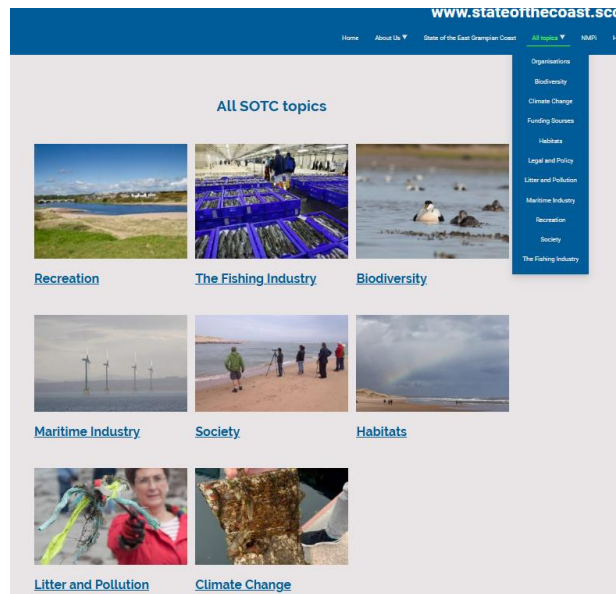 www.stateofthecoast.sco
Home About Us ▼ State of the East Grampian Coast All topics ▼ NMPi H
Organisations
Biodiversity
Climate Change
Funding Sourses
Habitats
Legal and Policy
Litter and Pollution
Maritime Industry
Recreation
Society
The Fishing Industry
All SOTC topics
Recreation The Fishing Industry Biodiversity
Maritime Industry Society Habitats
Litter and Pollution Climate Change